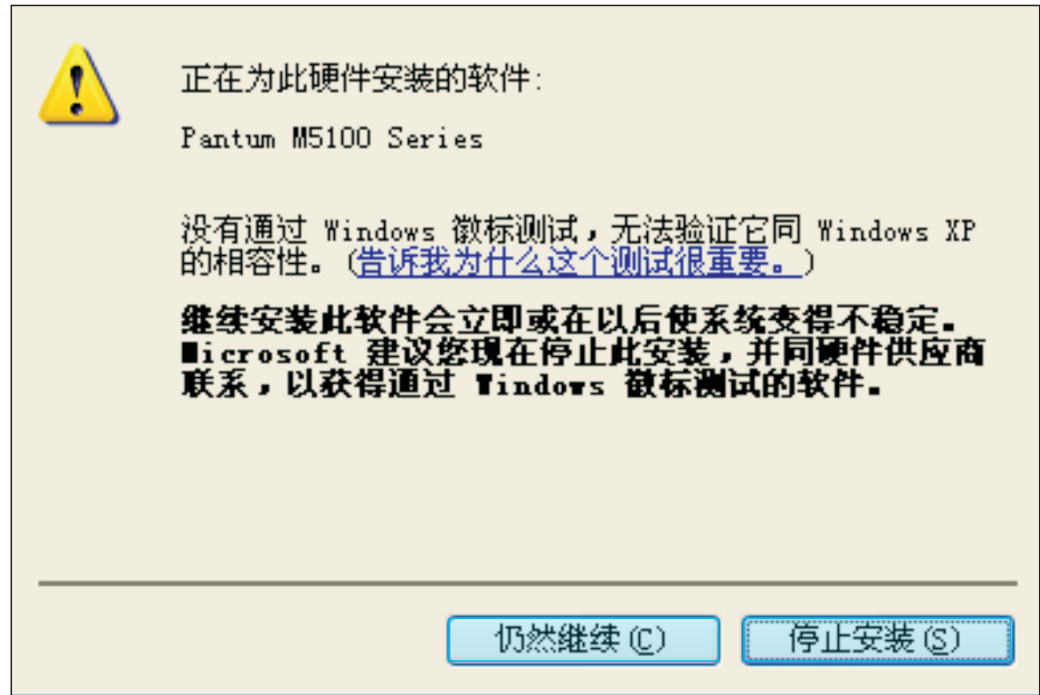 正在为此硬件安装的软件:
Pantum M5100 Series
没有通过 Windows 徽标测试，无法验证它同 Windows XP
的相容性。(告诉我为什么这个测试很重要。)
继续安装此软件会立即或在以后使系统变得不稳定。
Microsoft 建议您现在停止此安装，并同硬件供应商
联系，以获得通过 Windows 徽标测试的软件。
仍然继续(C)
停止安装(S)